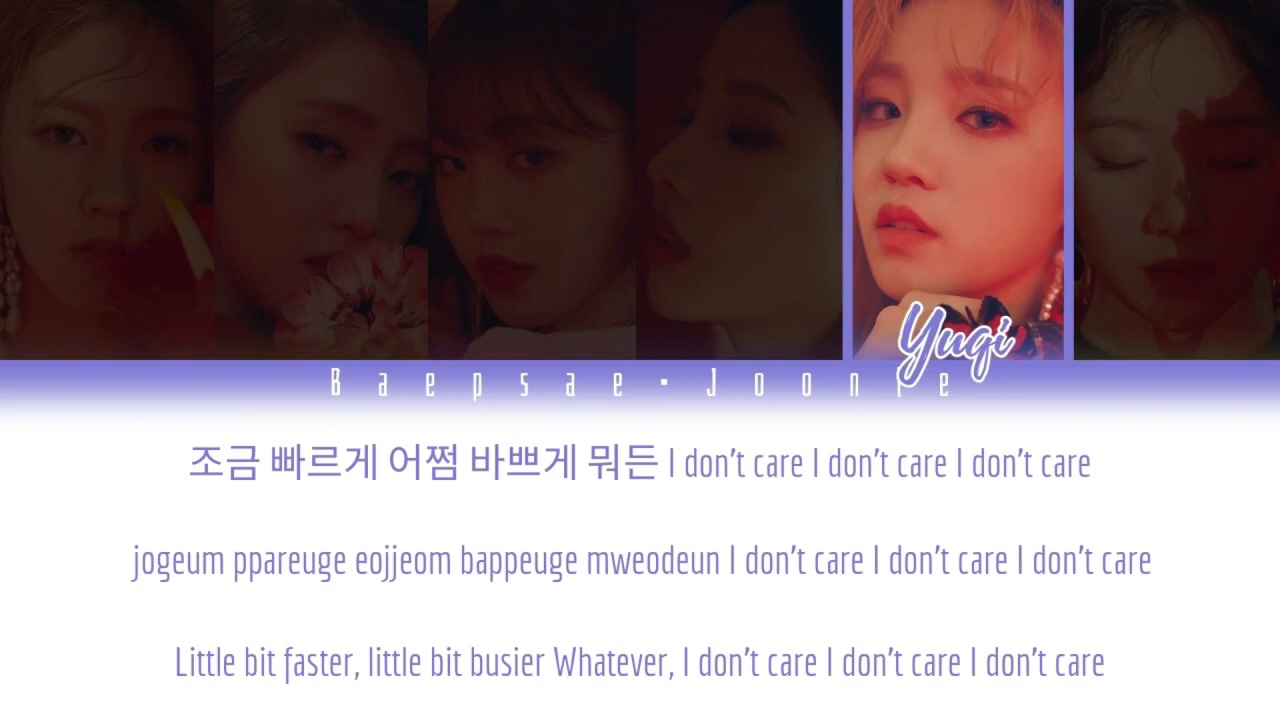 Yuqi
Baepsae·Joonie
조금 빠르게 어쩜 바쁘게 뭐든 I don't care I don't care I don't care
jogeum ppareuge eojjeom bappeuge mweodeun I don't care I don't care I don't care
Little bit faster, little bit busier Whatever, I don't care I don't care I don't care